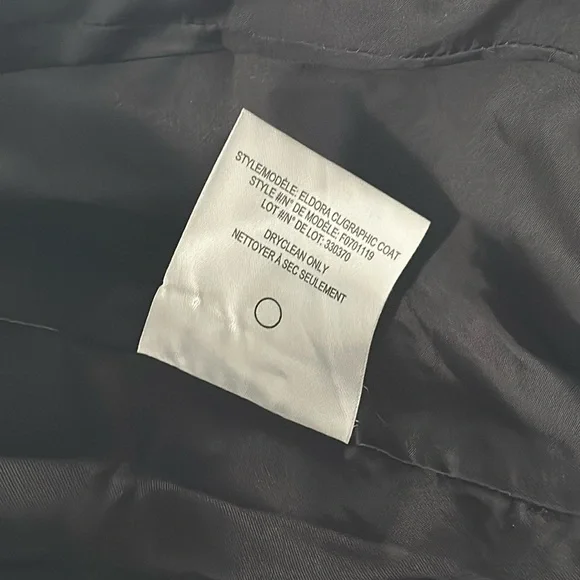 STYLE/MODÈLE: ELDORA CLIGRAPHIC COAT
STYLE #/N° DE MODÈLE: F0701119
LOT #/N° DE LOT: 330370
DRYCLEAN ONLY
NETTOYER À SEC SEULEMENT